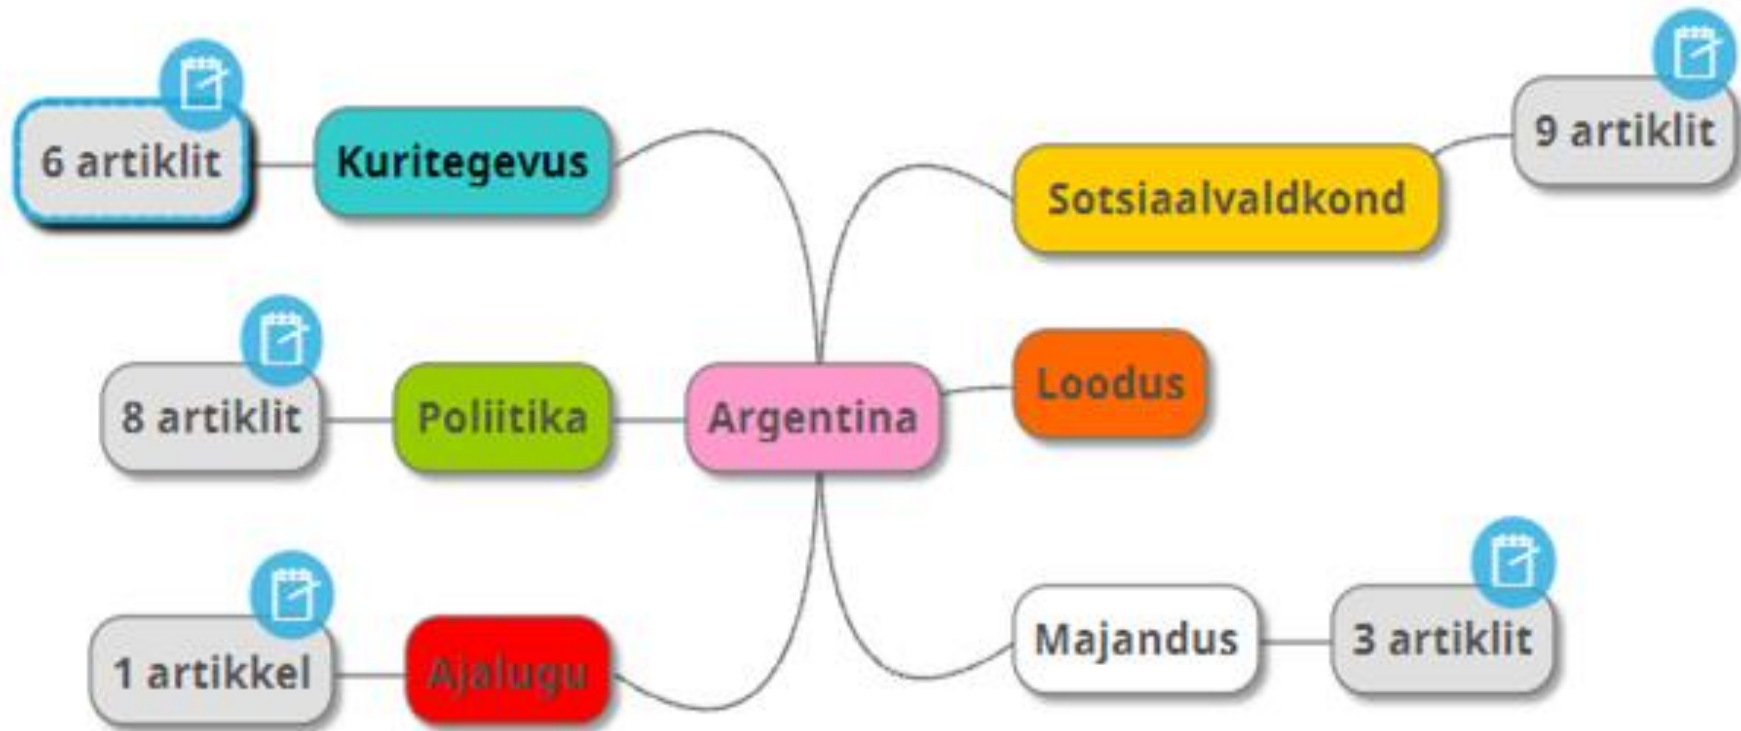 6 artiklit
Kuritegevus
Sotsiaalvaldkond
9 artiklit
8 artiklit
Poliitika
Argentina
Loodus
1 artikkel
Ajalugu
Majandus
3 artiklit